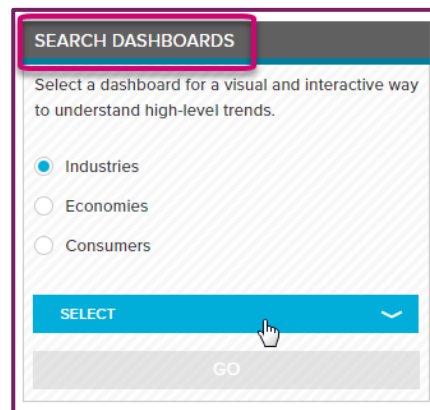 SEARCH DASHBOARDS
Select a dashboard for a visual and interactive way
to understand high-level trends.
Industries
Economies
Consumers
SELECT
GO